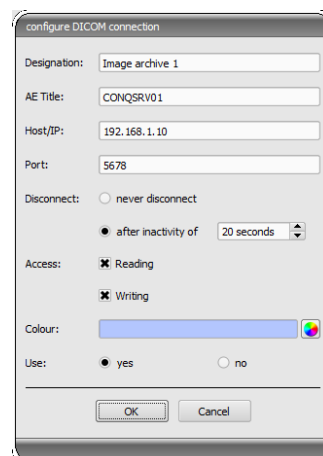 configure DICOM connection
Designation: Image archive 1
AE Title: CONQSRV01
Host/IP: 192.168.1.10
Port: 5678
Disconnect: never disconnect
after inactivity of 20 seconds
Access: Reading
Writing
Colour:
Use: yes no
OK Cancel